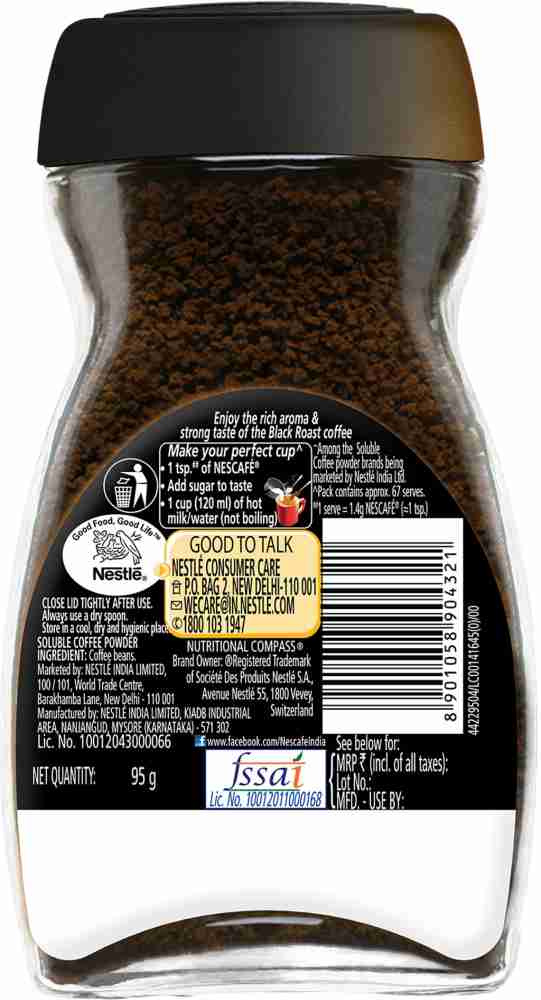 Enjoy the rich aroma &
strong taste of the Black Roast coffee
Make your perfect cup^
• 1 tsp.## of NESCAFÉ®
• Add sugar to taste
• 1 cup (120 ml) of hot
milk/water (not boiling)
~Among the Soluble
Coffee powder brands being
marketed by Nestlé India Ltd.
^Pack contains approx. 67 serves.
##1 serve = 1.4g NESCAFÉ® (=1 tsp.)
Good Food, Good Life™
Nestlé®
GOOD TO TALK
NESTLÉ CONSUMER CARE
P.O. BAG 2, NEW DELHI-110 001
WECARE@IN.NESTLE.COM
1800 103 1947
CLOSE LID TIGHTLY AFTER USE.
Always use a dry spoon.
Store in a cool, dry and hygienic place
SOLUBLE COFFEE POWDER
INGREDIENT: Coffee beans.
Marketed by: NESTLÉ INDIA LIMITED,
100 / 101, World Trade Centre,
Barakhamba Lane, New Delhi - 110 001
Manufactured by: NESTLÉ INDIA LIMITED, KIADB INDUSTRIAL
AREA, NANJANGUD, MYSORE (KARNATAKA) - 571 302
Lic. No. 10012043000066
NUTRITIONAL COMPASS®
Brand Owner: ®Registered Trademark
of Société Des Produits Nestlé S.A.,
Avenue Nestlé 55, 1800 Vevey,
Switzerland
f www.facebook.com/NescafeIndia
8 901058 904321
44229504(LC00141645(0)/00
NET QUANTITY: 95 g
fssai
Lic. No. 10012011000168
See below for:
MRP ₹ (incl. of all taxes):
Lot No.:
MFD. - USE BY: